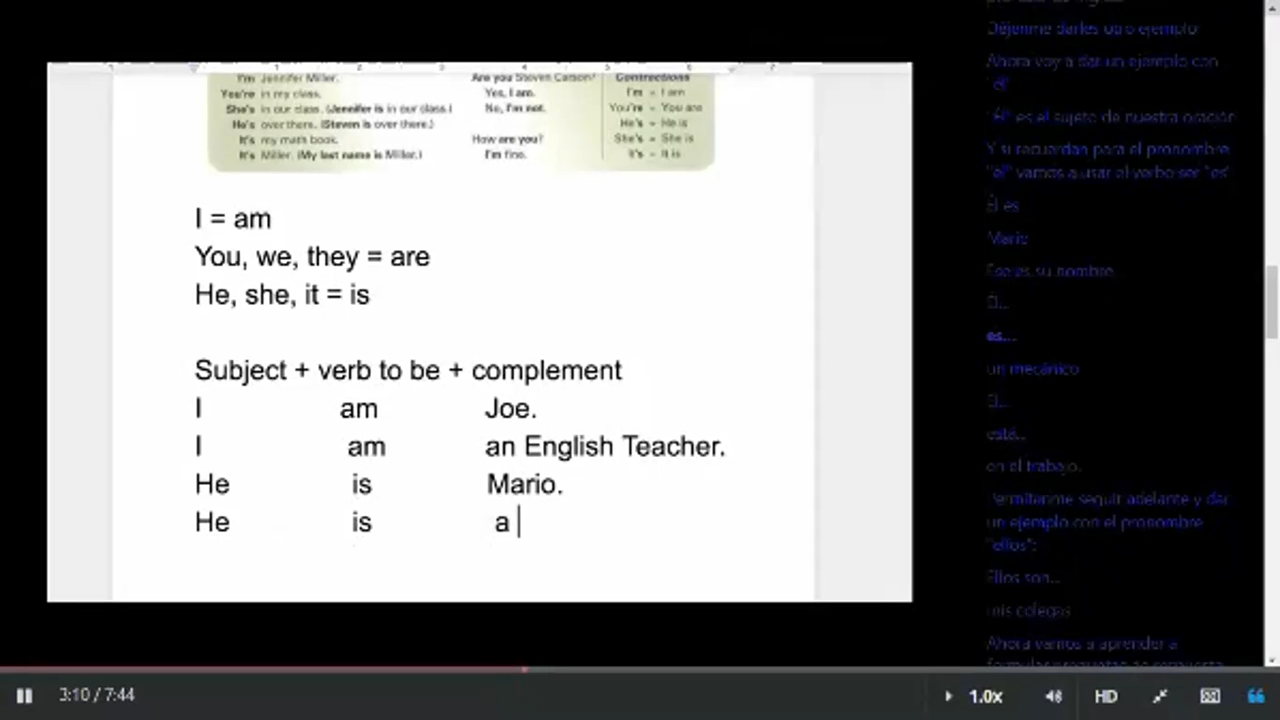 I'm Jennifer Miller.
You're in my class.
She's in our class. (Jennifer is in our class.)
He's over there. (Steven is over there.)
It's my math book.
It's Miller. (My last name is Miller.)
Are you Steven Carson?
Yes, I am.
No, I'm not.
How are you?
I'm fine.
Contractions
I'm = I am
You're = You are
He's = He is
She's = She is
It's = It is
I = am
You, we, they = are
He, she, it = is
Subject + verb to be + complement
I am Joe.
I am an English Teacher.
He is Mario.
He is a
Déjenme darles otro ejemplo
Ahora voy a dar un ejemplo con
"él"
"Él" es el sujeto de nuestra oración
Y si recuerdan para el pronombre
"él" vamos a usar el verbo ser "es"
Él es
Mario
Ese es su nombre
Él...
es...
un mecánico
Él...
está...
en el trabajo.
Permítanme seguir adelante y dar
un ejemplo con el pronombre
"ellos":
Ellos son...
mis colegas
Ahora vamos a aprender a
3:10 / 7:44
1.0x
HD